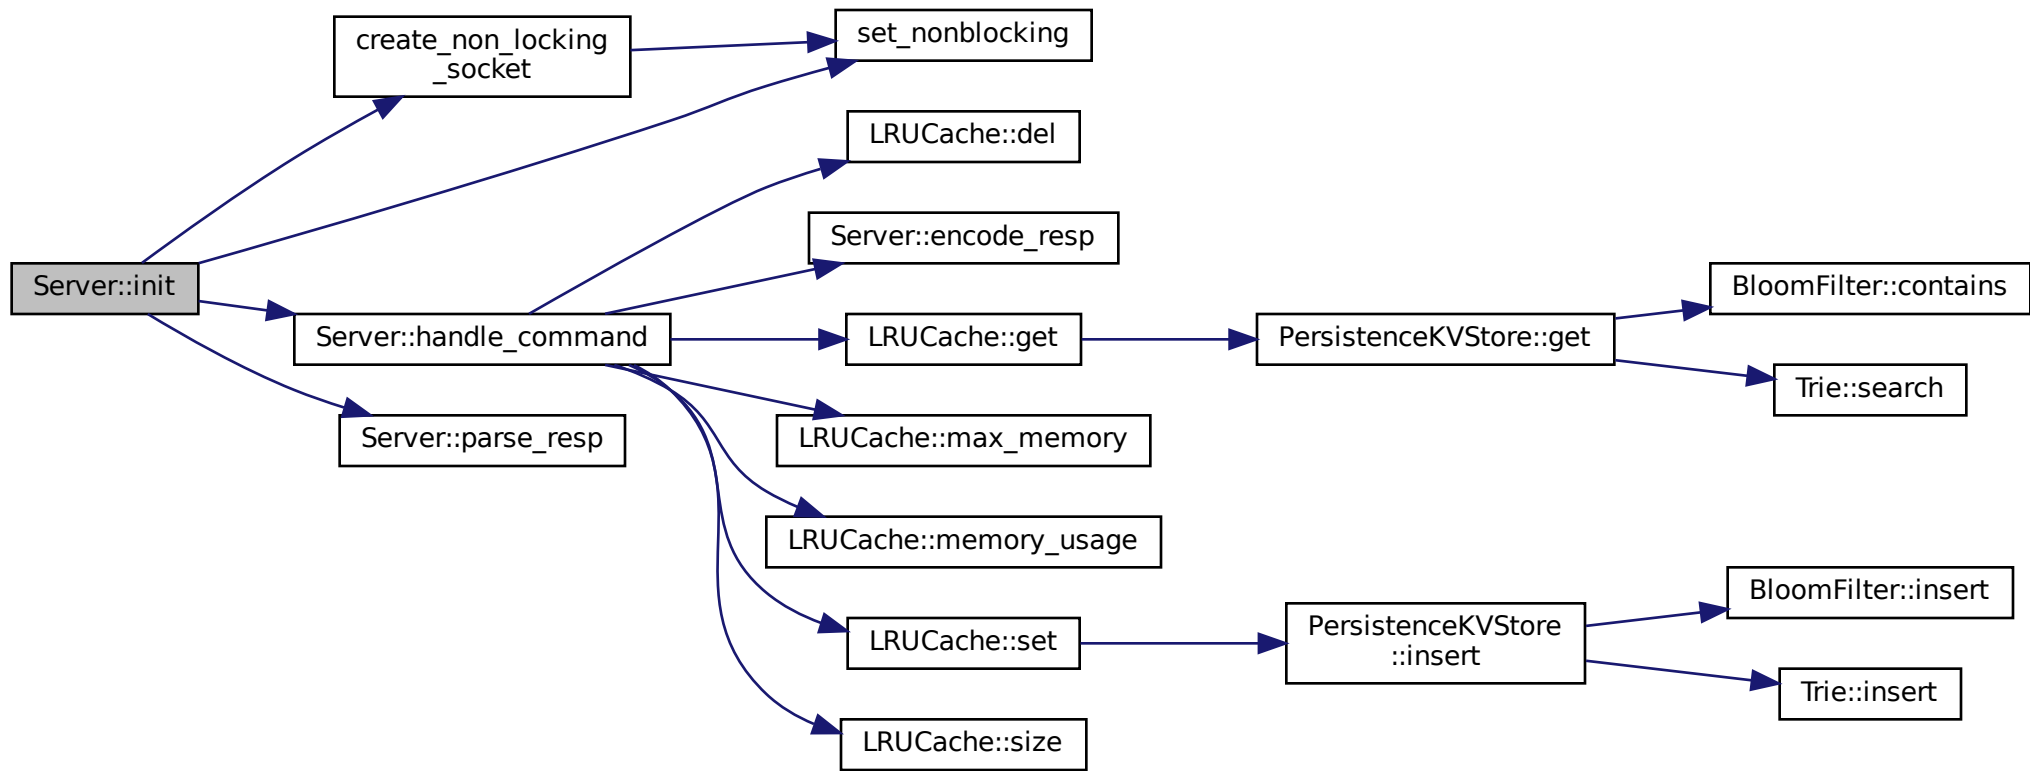 Server::init
create_non_locking
_socket
set_nonblocking
Server::handle_command
Server::parse_resp
LRUCache::del
Server::encode_resp
LRUCache::get
LRUCache::max_memory
LRUCache::memory_usage
LRUCache::set
LRUCache::size
PersistenceKVStore::get
BloomFilter::contains
Trie::search
PersistenceKVStore
::insert
BloomFilter::insert
Trie::insert